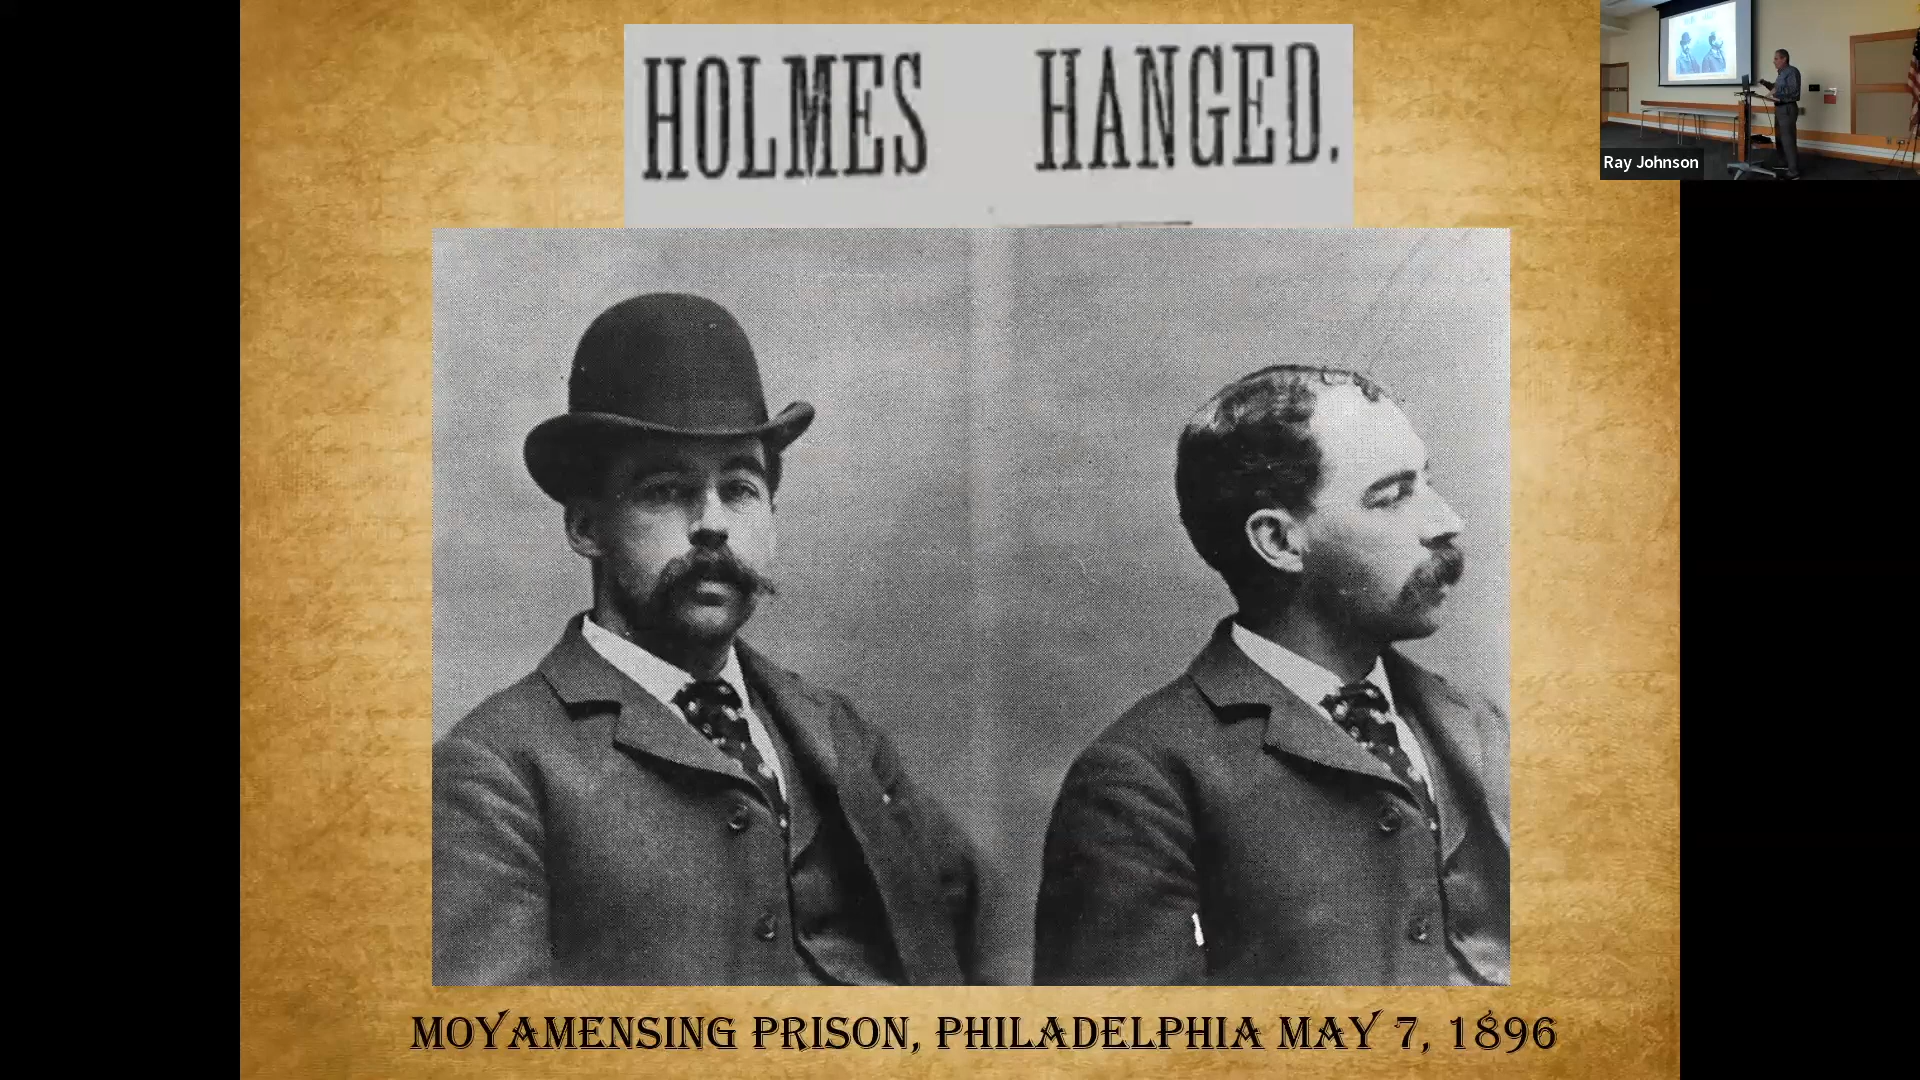 HOLMES HANGED.
Ray Johnson
MOYAMENSING PRISON, PHILADELPHIA MAY 7, 1896